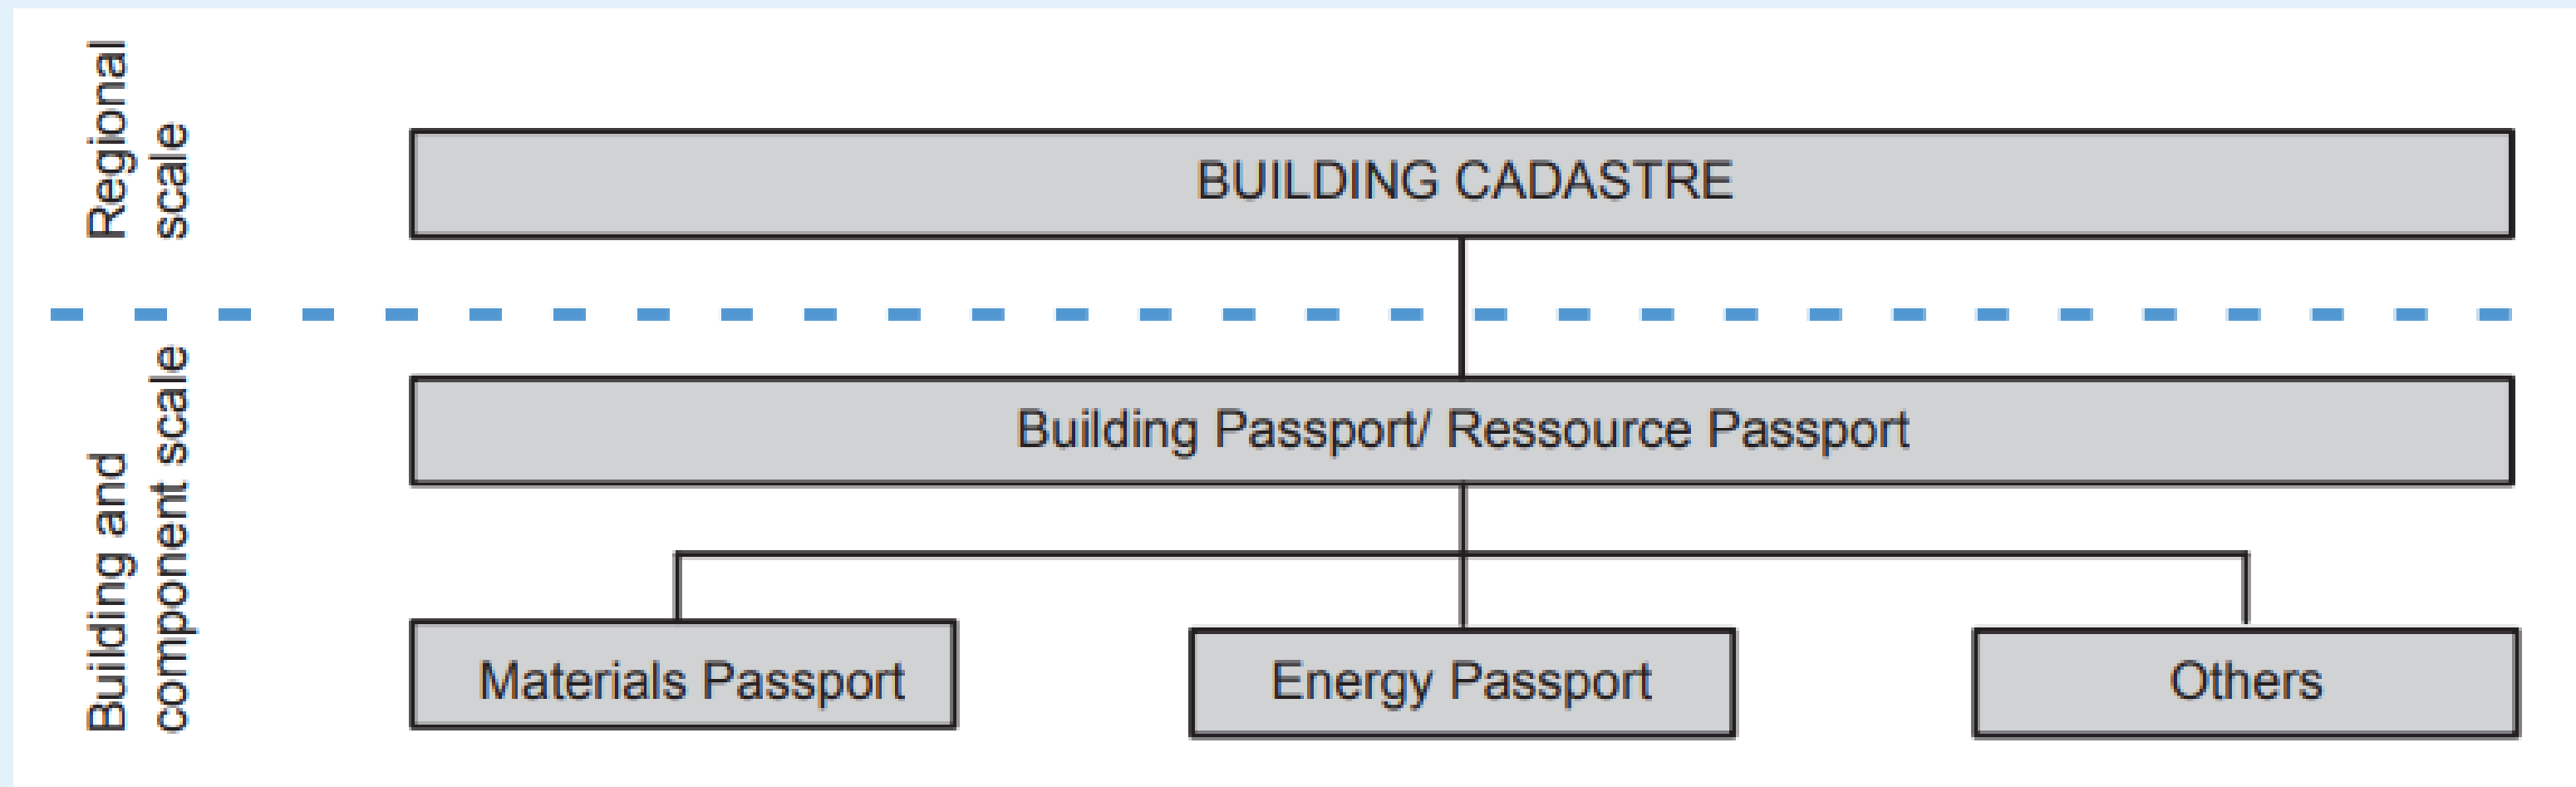 Regional
scale
BUILDING CADASTRE
Building and
component scale
Building Passport/ Ressource Passport
Materials Passport
Energy Passport
Others